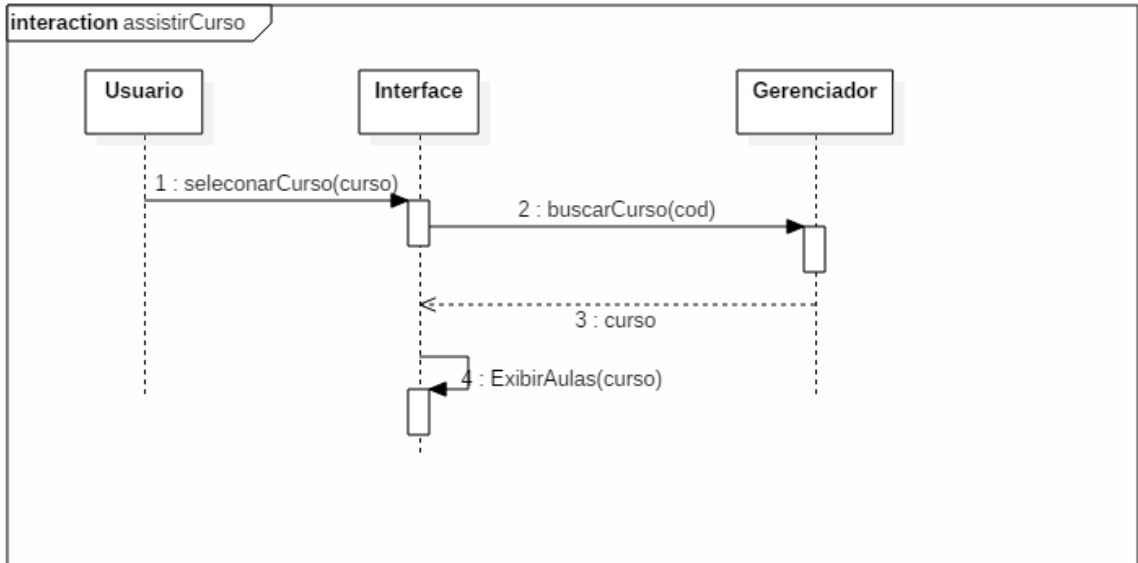 interaction assistirCurso
Usuario
Interface
Gerenciador
1 : seleconarCurso(curso)
2 : buscarCurso(cod)
3 : curso
4 : ExibirAulas(curso)